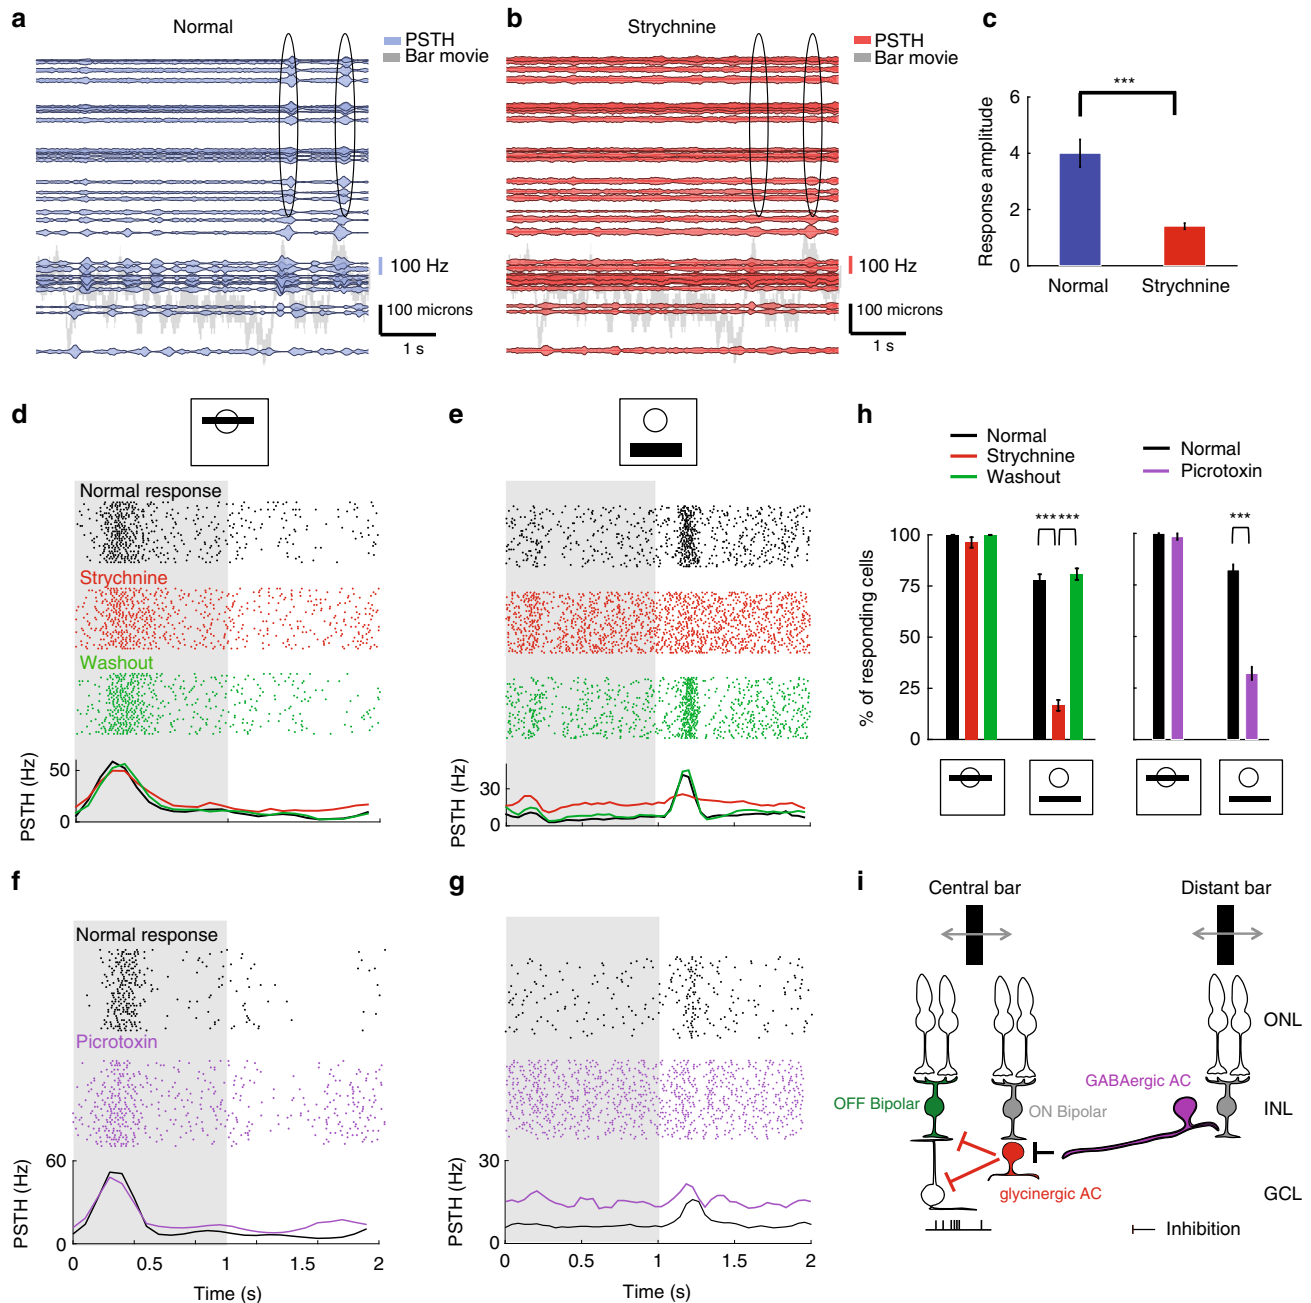 a
Normal
PSTH
Bar movie
100 Hz
100 microns
1 s
b
Strychnine
PSTH
Bar movie
100 Hz
100 microns
1 s
c
***
6
4
2
0
Response amplitude
Normal
Strychnine
d
Normal response
Strychnine
Washout
50
0
PSTH (Hz)
0
1
2
e
30
0
PSTH (Hz)
h
Normal
Strychnine
Washout
Normal
Picrotoxin
*** ***
***
100
75
50
25
0
% of responding cells
f
Normal response
Picrotoxin
60
0
PSTH (Hz)
0
0.5
1
1.5
2
Time (s)
g
30
0
PSTH (Hz)
0
0.5
1
1.5
2
Time (s)
i
Central bar
Distant bar
ONL
GABAergic AC
OFF Bipolar
ON Bipolar
INL
glycinergic AC
GCL
Inhibition